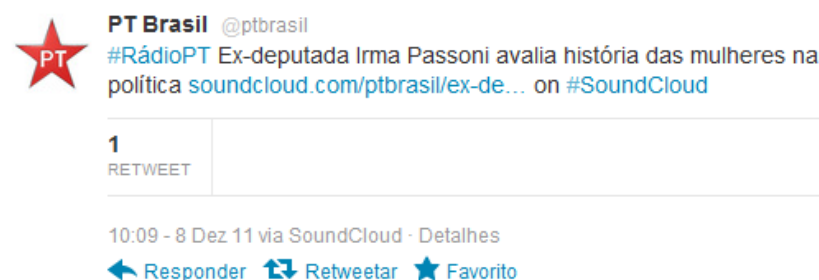 PT Brasil @ptbrasil
PT
#RádioPT Ex-deputada Irma Passoni avalia história das mulheres na
política soundcloud.com/ptbrasil/ex-de... on #SoundCloud
1
RETWEET
10:09 - 8 Dez 11 via SoundCloud · Detalhes
Responder Retweetar Favorito